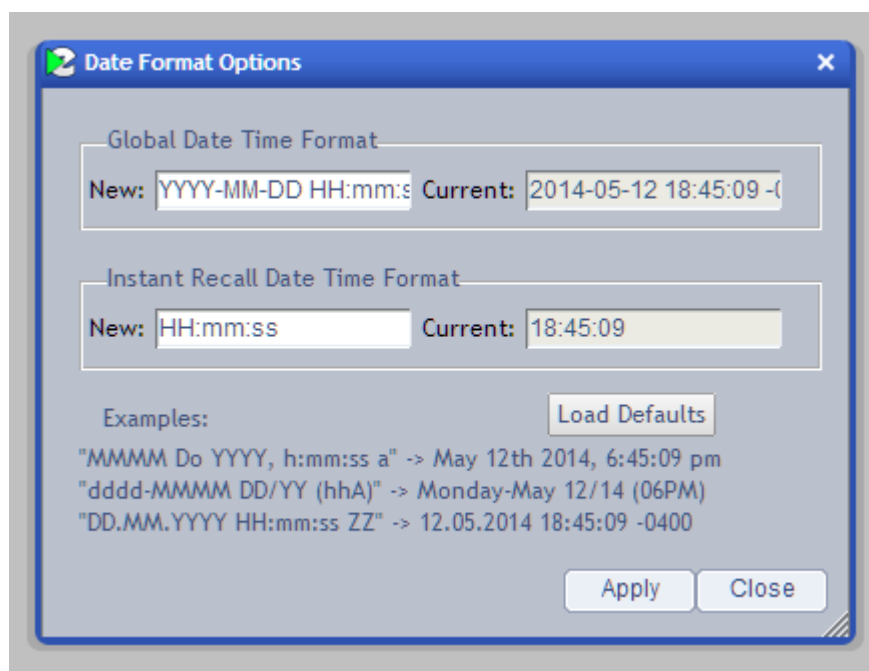 Date Format Options
Global Date Time Format
New: YYYY-MM-DD HH:mm:s Current: 2014-05-12 18:45:09 -(
Instant Recall Date Time Format
New: HH:mm:ss Current: 18:45:09
Examples: Load Defaults
"MMMM Do YYYY, h:mm:ss a" -> May 12th 2014, 6:45:09 pm
"dddd-MMMM DD/YY (hhA)" -> Monday-May 12/14 (06PM)
"DD.MM.YYYY HH:mm:ss ZZ" -> 12.05.2014 18:45:09 -0400
Apply Close